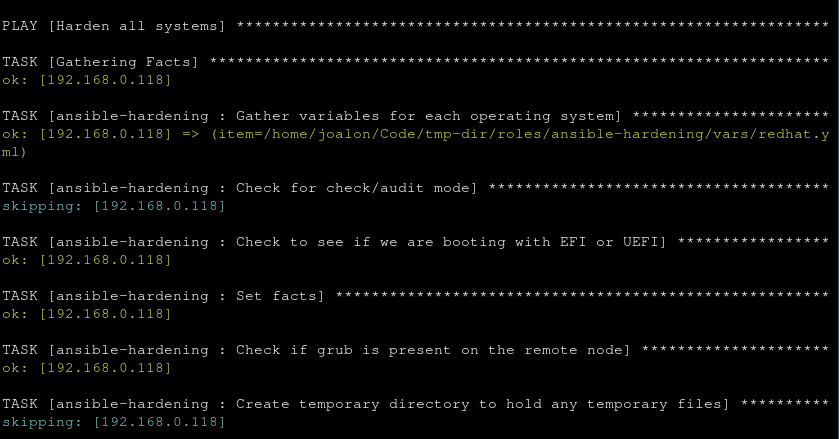 PLAY [Harden all systems] ******************************************************************
TASK [Gathering Facts] *********************************************************************
ok: [192.168.0.118]
TASK [ansible-hardening : Gather variables for each operating system] **********************
ok: [192.168.0.118] => (item=/home/joalon/Code/tmp-dir/roles/ansible-hardening/vars/redhat.y
ml)
TASK [ansible-hardening : Check for check/audit mode] **************************************
skipping: [192.168.0.118]
TASK [ansible-hardening : Check to see if we are booting with EFI or UEFI] *****************
ok: [192.168.0.118]
TASK [ansible-hardening : Set facts] *******************************************************
ok: [192.168.0.118]
TASK [ansible-hardening : Check if grub is present on the remote node] *********************
ok: [192.168.0.118]
TASK [ansible-hardening : Create temporary directory to hold any temporary files] **********
skipping: [192.168.0.118]